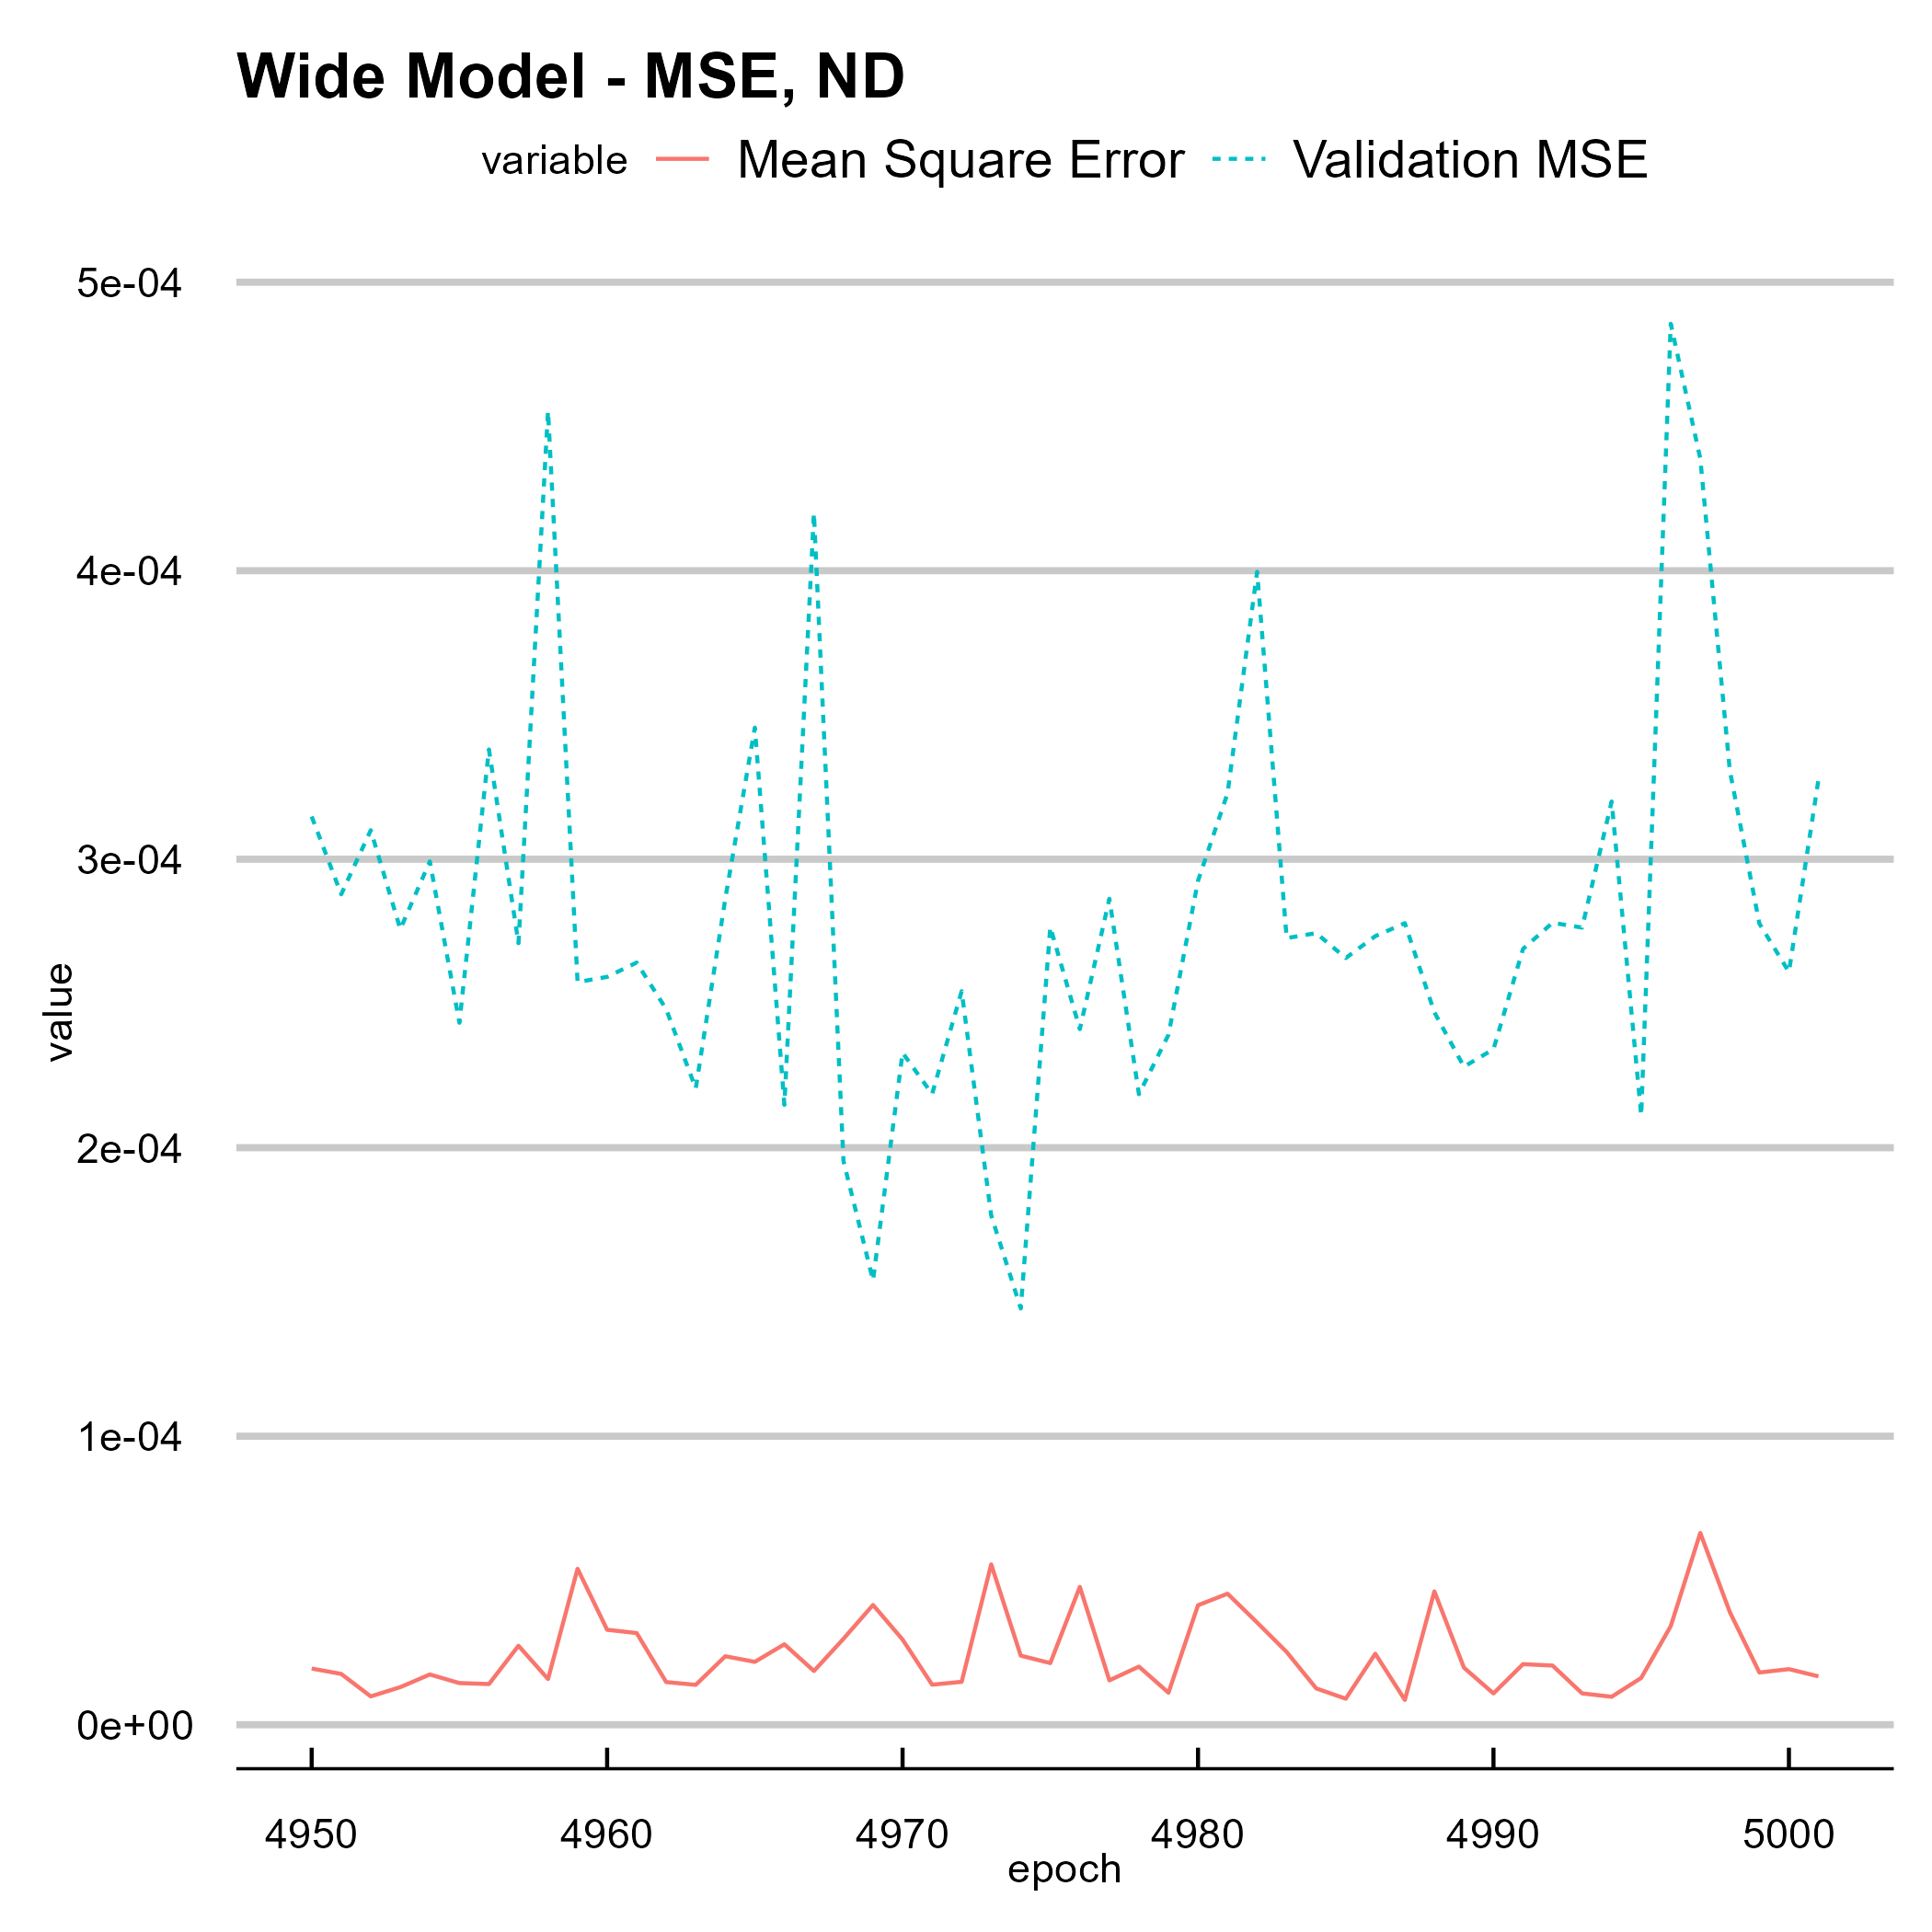 Wide Model - MSE, ND
variable Mean Square Error Validation MSE
5e-04
4e-04
3e-04
2e-04
1e-04
0e+00
value
4950 4960 4970 4980 4990 5000
epoch